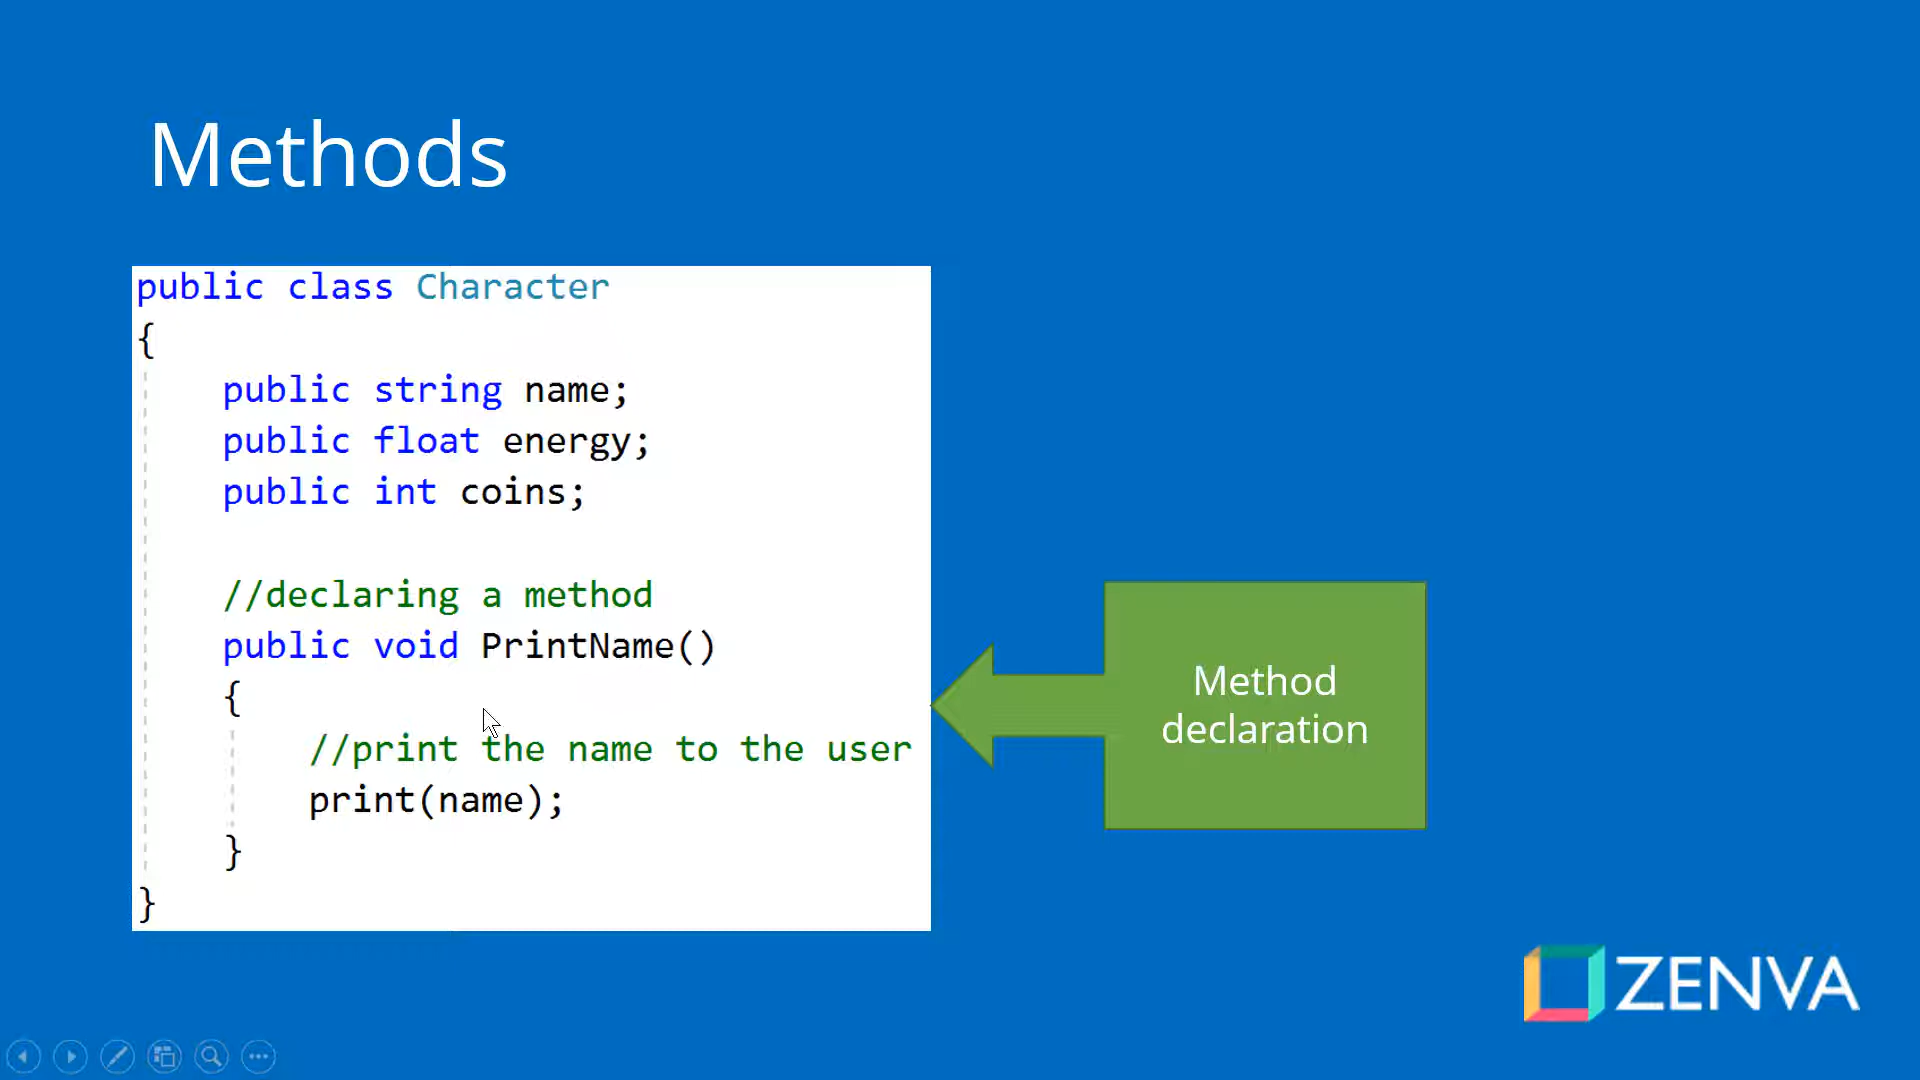 Methods
public class Character
{
public string name;
public float energy;
public int coins;
//declaring a method
public void PrintName()
{
//print the name to the user
print(name);
}
}
Method
declaration
ZENVA